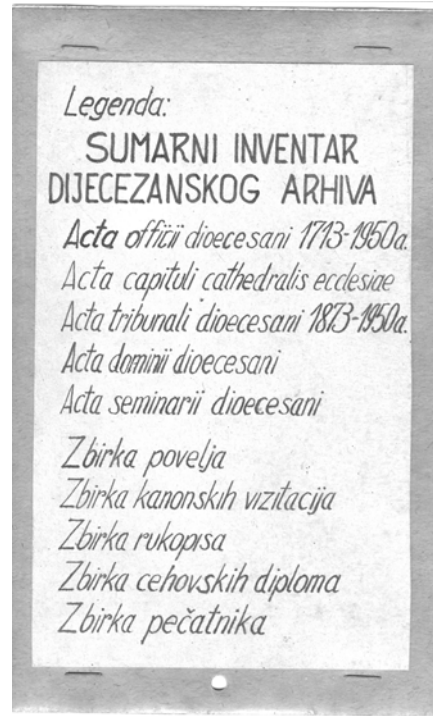 Legenda:
SUMARNI INVENTAR
DIJECEZANSKOG ARHIVA
Acta officii dioecesani 1713-1950a.
Acta capituli cathedralis ecclesiae
Acta tribunali dioecesani 1873-1950a.
Acta dominii dioecesani
Acta seminarii dioecesani
Zbirka povelja
Zbirka kanonskih vizitacija
Zbirka rukopisa
Zbirka cehovskih diploma
Zbirka pečatnika